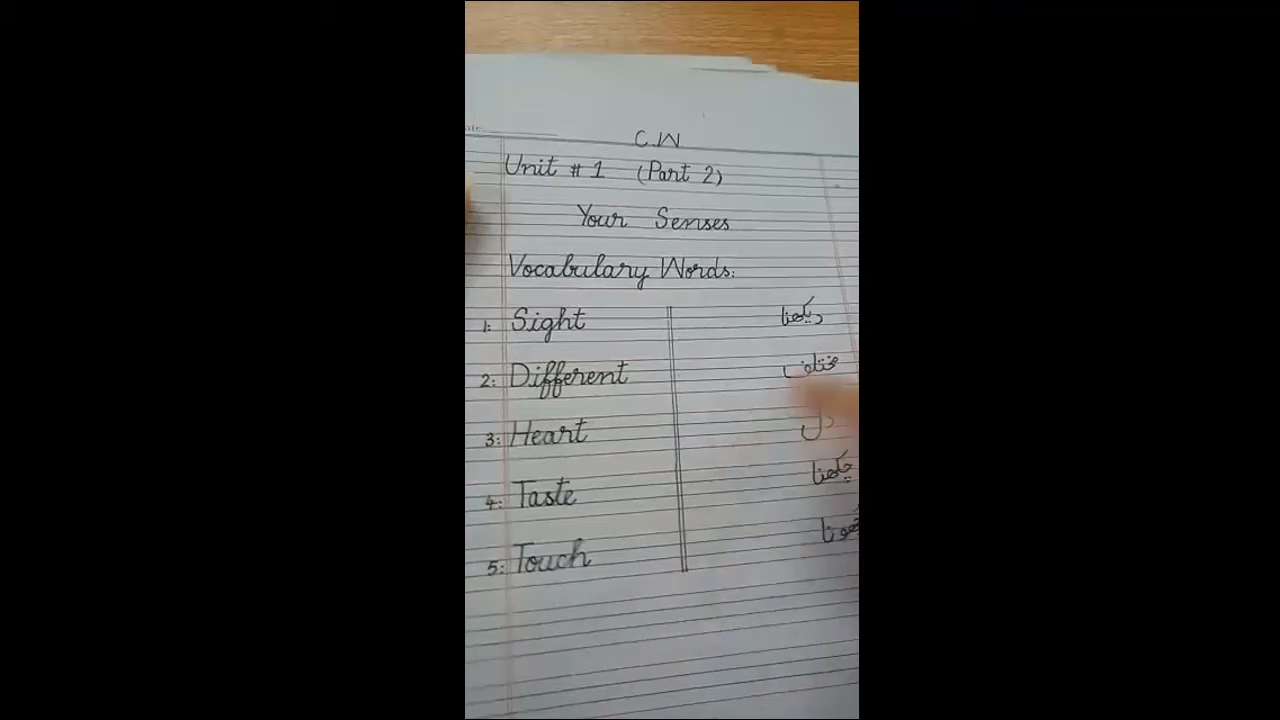 C.W
Unit # 1 (Part 2)
Your Senses
Vocabulary Words:
1: Sight دیکھنا
2: Different مختلف
3: Heart دل
4: Taste چکھنا
5: Touch